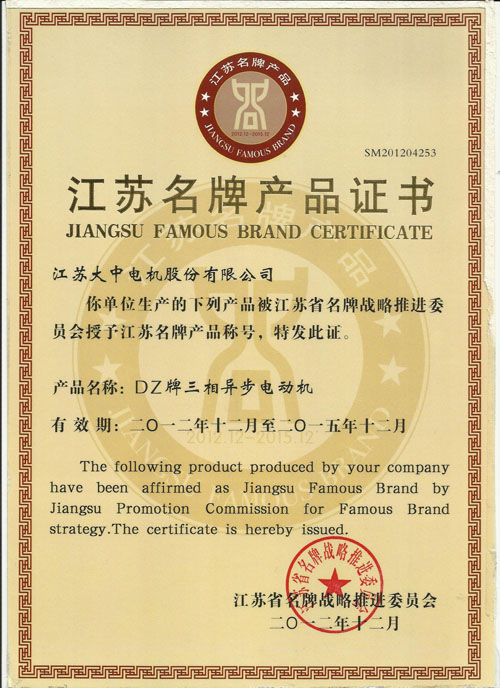 江苏名牌产品
2012.12-2015.12
JIANGSU FAMOUS BRAND
SM201204253
江苏名牌产品证书
JIANGSU FAMOUS BRAND CERTIFICATE
江苏大中电机股份有限公司
你单位生产的下列产品被江苏省名牌战略推进委
员会授予江苏名牌产品称号，特发此证。
产品名称：DZ牌三相异步电动机
有效期：二〇一二年十二月至二〇一五年十二月
2012.12-2015.12
The following product produced by your company
have been affirmed as Jiangsu Famous Brand by
Jiangsu Promotion Commission for Famous Brand
strategy.The certificate is hereby issued.
江苏省名牌战略推进委员会
江苏省名牌战略推进委员会
二〇一二年十二月